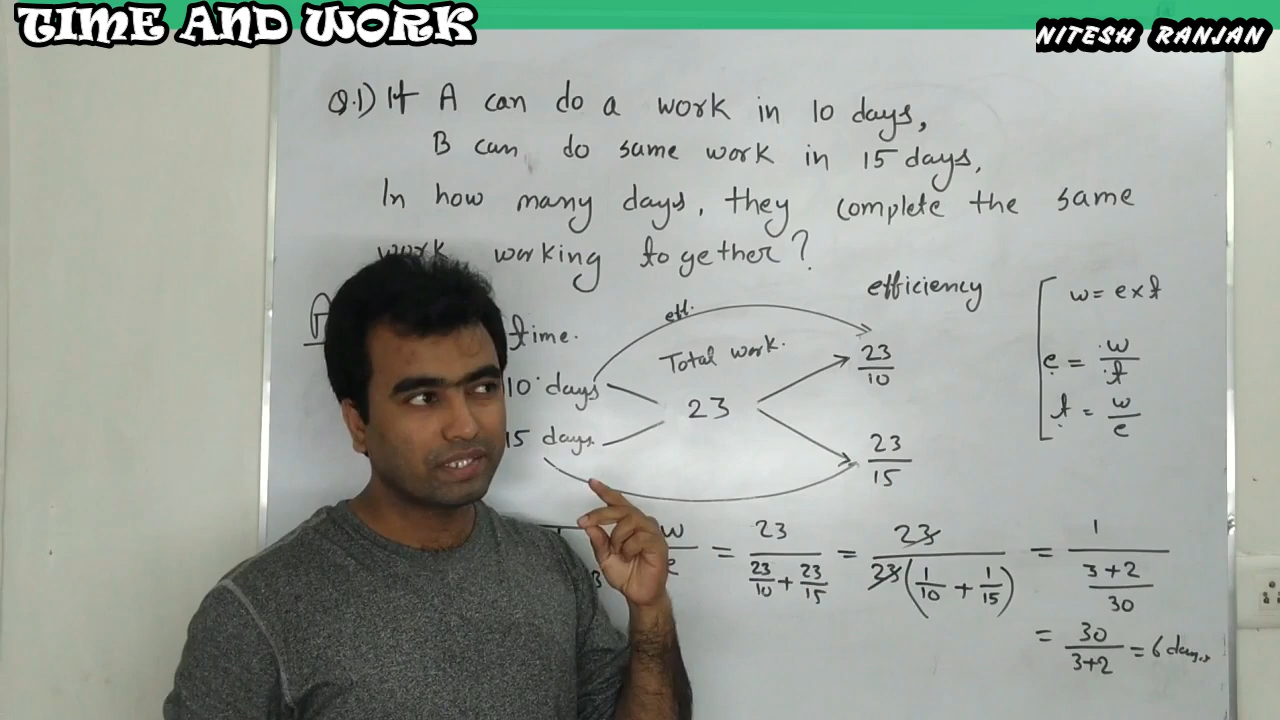 TIME AND WORK
NITESH RANJAN
Q.1) If A can do a work in 10 days,
B can do same work in 15 days,
In how many days, they complete the same
work working together?
efficiency
time.
eff.
Total work.
10 days
15 days
23
23/10
23/15
w = e x t
e = w/t
t = w/e
w/e = 23/(23/10 + 23/15) = 23/(23(1/10 + 1/15)) = 1/((3+2)/30)
= 30/(3+2) = 6 days